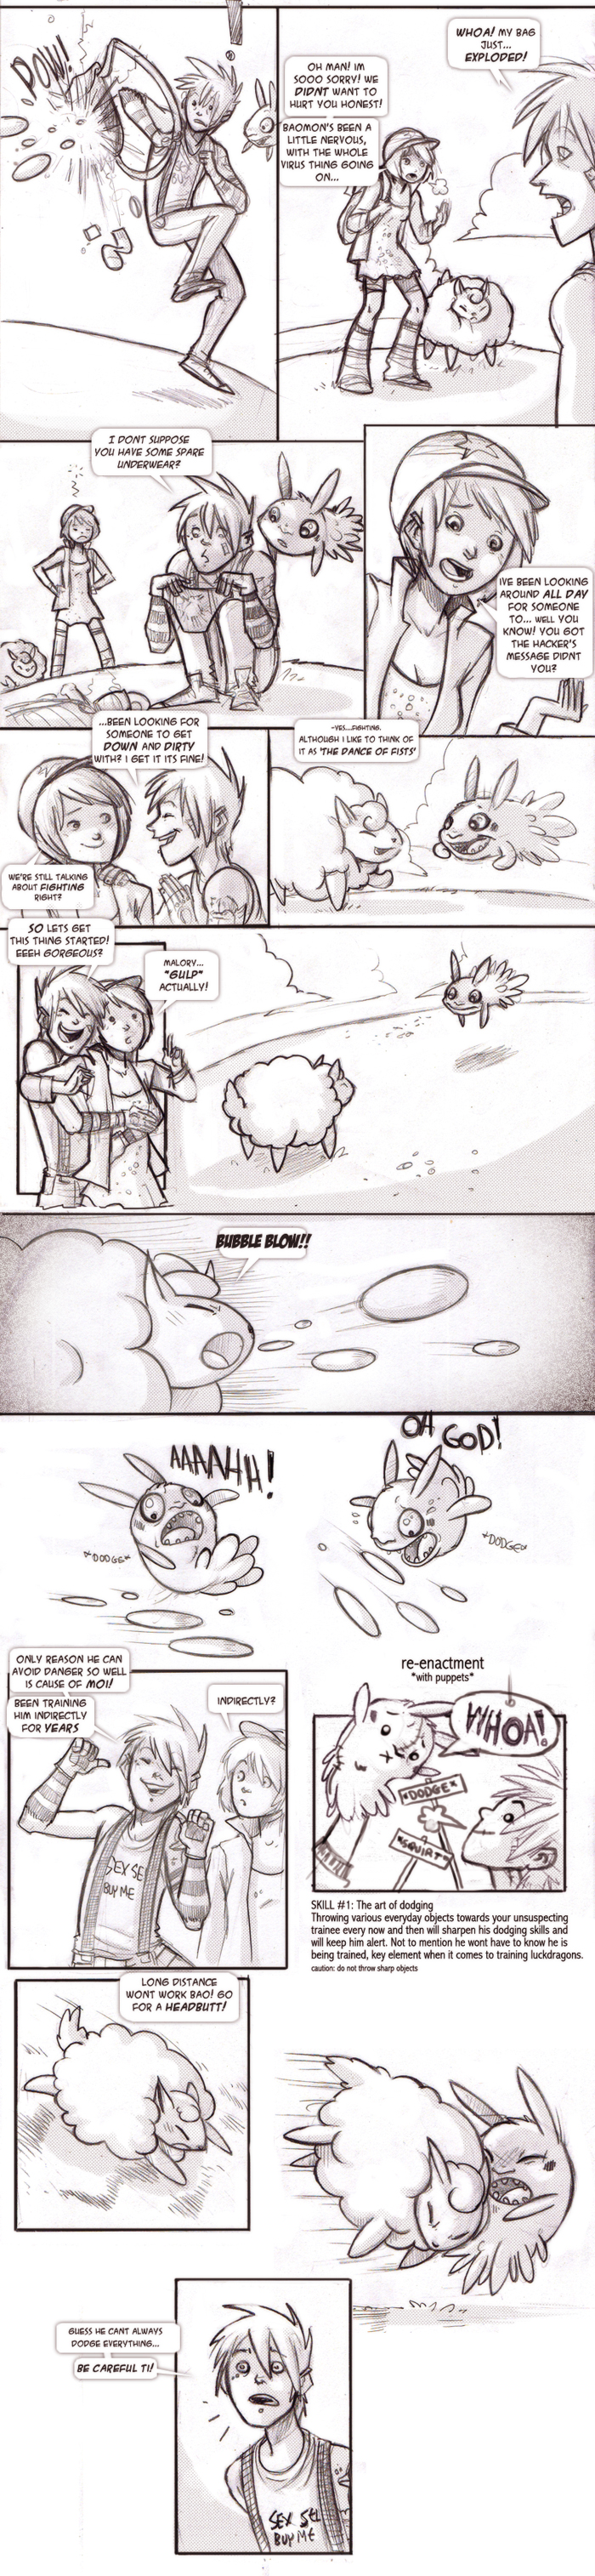 POW!
!
WHOA! MY BAG
JUST...
EXPLODED!
OH MAN! IM
SOOO SORRY! WE
DIDNT WANT TO
HURT YOU HONEST!
BAOMON'S BEEN A
LITTLE NERVOUS,
WITH THE WHOLE
VIRUS THING GOING
ON...
I DONT SUPPOSE
YOU HAVE SOME SPARE
UNDERWEAR?
IVE BEEN LOOKING
AROUND ALL DAY
FOR SOMEONE
TO... WELL YOU
KNOW! YOU GOT
THE HACKER'S
MESSAGE DIDNT
YOU?
...BEEN LOOKING FOR
SOMEONE TO GET
DOWN AND DIRTY
WITH? I GET IT ITS FINE!
WE'RE STILL TALKING
ABOUT FIGHTING
RIGHT?
-YES...FIGHTING.
ALTHOUGH I LIKE TO THINK OF
IT AS 'THE DANCE OF FISTS'
SO LETS GET
THIS THING STARTED!
EEEH GORGEOUS?
MALORY...
*GULP*
ACTUALLY!
BUBBLE BLOW!!
AAAAHH!
*DODGE*
OH GOD!
*DODGE*
ONLY REASON HE CAN
AVOID DANGER SO WELL
IS CAUSE OF MOI!
BEEN TRAINING
HIM INDIRECTLY
FOR YEARS
INDIRECTLY?
SEX SE
BUY ME
re-enactment
*with puppets*
WHOA!
*DODGE*
*SQUIRT*
SKILL #1: The art of dodging
Throwing various everyday objects towards your unsuspecting
trainee every now and then will sharpen his dodging skills and
will keep him alert. Not to mention he wont have to know he is
being trained, key element when it comes to training luckdragons.
caution: do not throw sharp objects
LONG DISTANCE
WONT WORK BAO! GO
FOR A HEADBUTT!
GUESS HE CANT ALWAYS
DODGE EVERYTHING...
BE CAREFUL TI!
SEX SEL
BUY ME